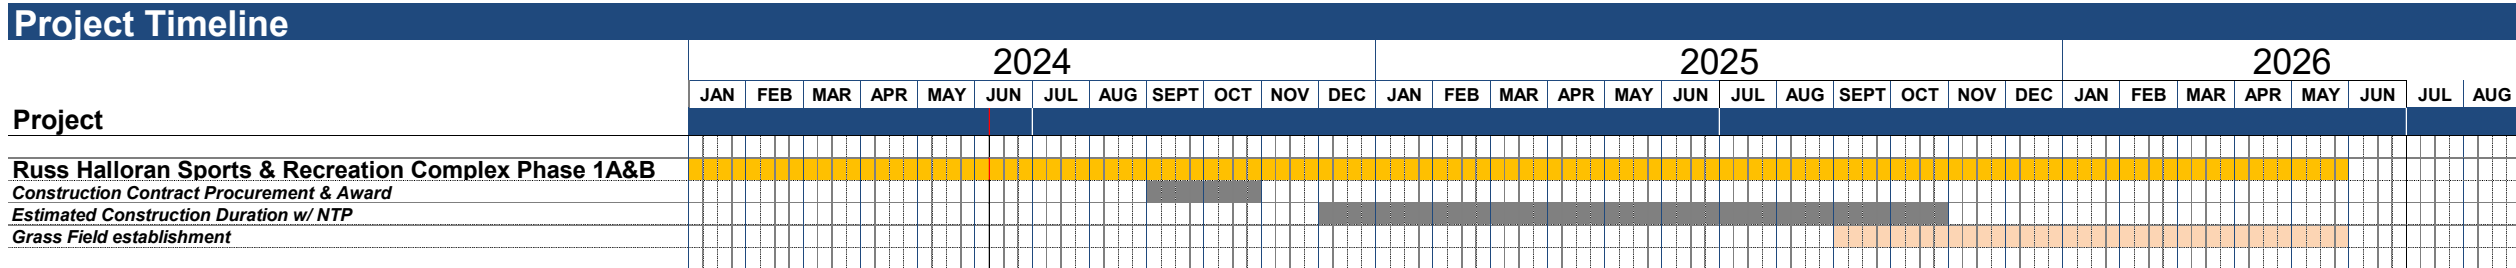 Project Timeline
2024 2025 2026
JAN FEB MAR APR MAY JUN JUL AUG SEPT OCT NOV DEC JAN FEB MAR APR MAY JUN JUL AUG SEPT OCT NOV DEC JAN FEB MAR APR MAY JUN JUL AUG
Project
Russ Halloran Sports & Recreation Complex Phase 1A&B
Construction Contract Procurement & Award
Estimated Construction Duration w/ NTP
Grass Field establishment